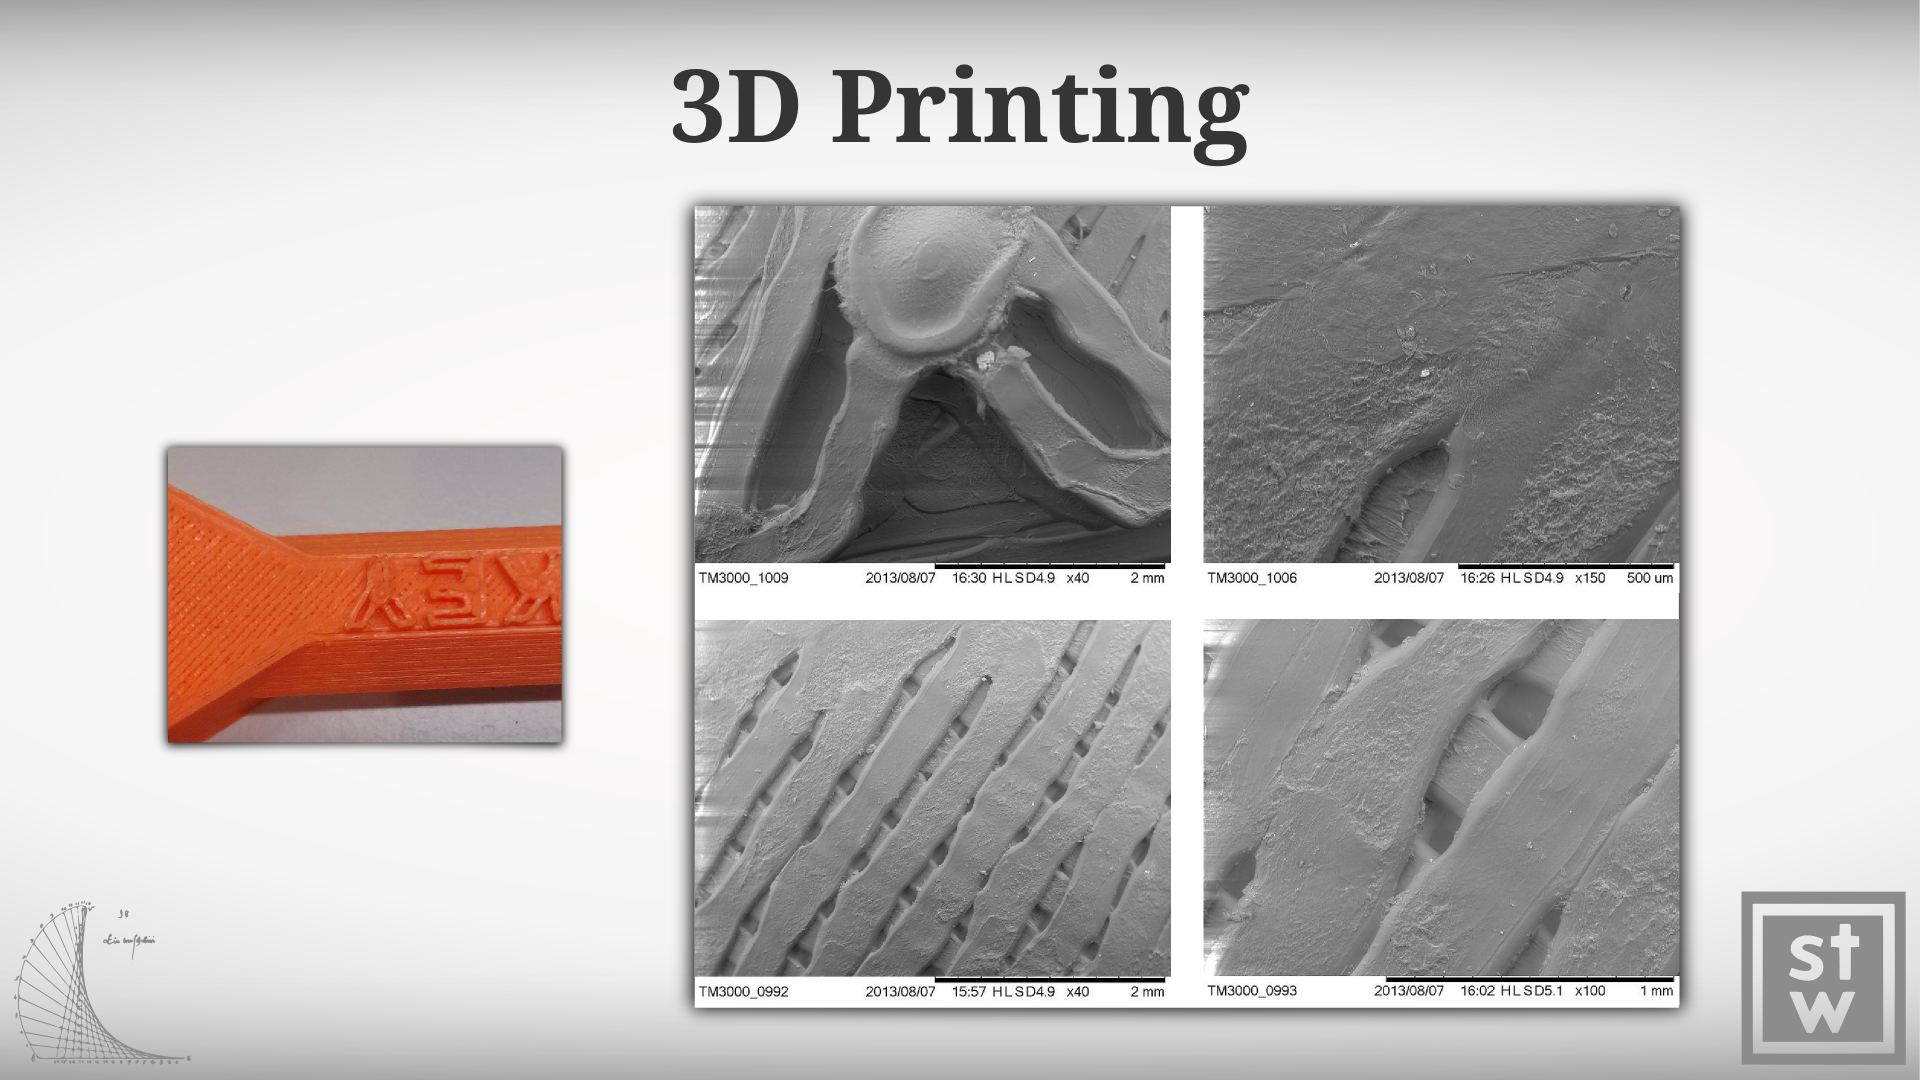 3D Printing
KEY
TM3000_1009 2013/08/07 16:30 HL SD4.9 x40 2 mm
TM3000_1006 2013/08/07 16:26 HL SD4.9 x150 500 um
TM3000_0992 2013/08/07 15:57 HL SD4.9 x40 2 mm
TM3000_0993 2013/08/07 16:02 HL SD5.1 x100 1 mm
st
w